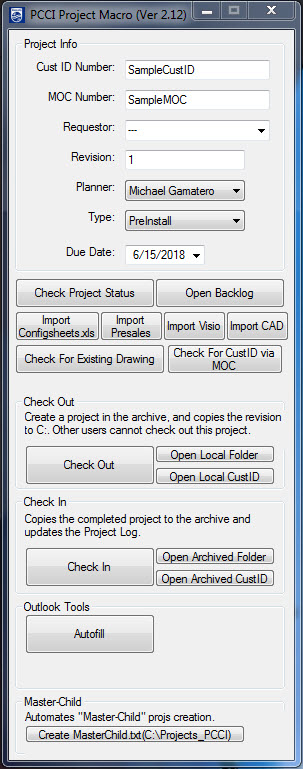 PCCI Project Macro (Ver 2.12)
Project Info
Cust ID Number: SampleCustID
MOC Number: SampleMOC
Requestor: ---
Revision: 1
Planner: Michael Gamatero
Type: PreInstall
Due Date: 6/15/2018
Check Project Status Open Backlog
Import Configsheets.xls Import Presales Import Visio Import CAD
Check For Existing Drawing Check For CustID via MOC
Check Out
Create a project in the archive, and copies the revision
to C:. Other users cannot check out this project.
Check Out Open Local Folder
Open Local CustID
Check In
Copies the completed project to the archive and
updates the Project Log.
Check In Open Archived Folder
Open Archived CustID
Outlook Tools
Autofill
Master-Child
Automates "Master-Child" projs creation.
Create MasterChild.txt(C:\Projects_PCCI)